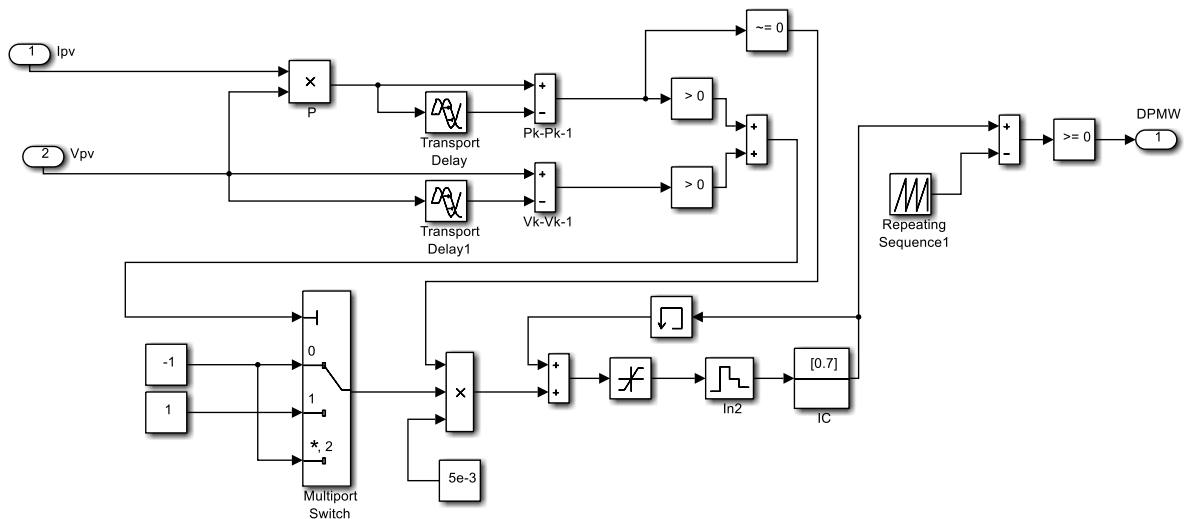 1
Ipv
×
P
+
−
Pk-Pk-1
Transport
Delay
~= 0
> 0
+
+
DPMW
1
+
−
>= 0
2
Vpv
+
−
Vk-Vk-1
Transport
Delay1
> 0
Repeating
Sequence1
-1
1
0
1
*, 2
Multiport
Switch
×
5e-3
+
+
In2
[0.7]
IC